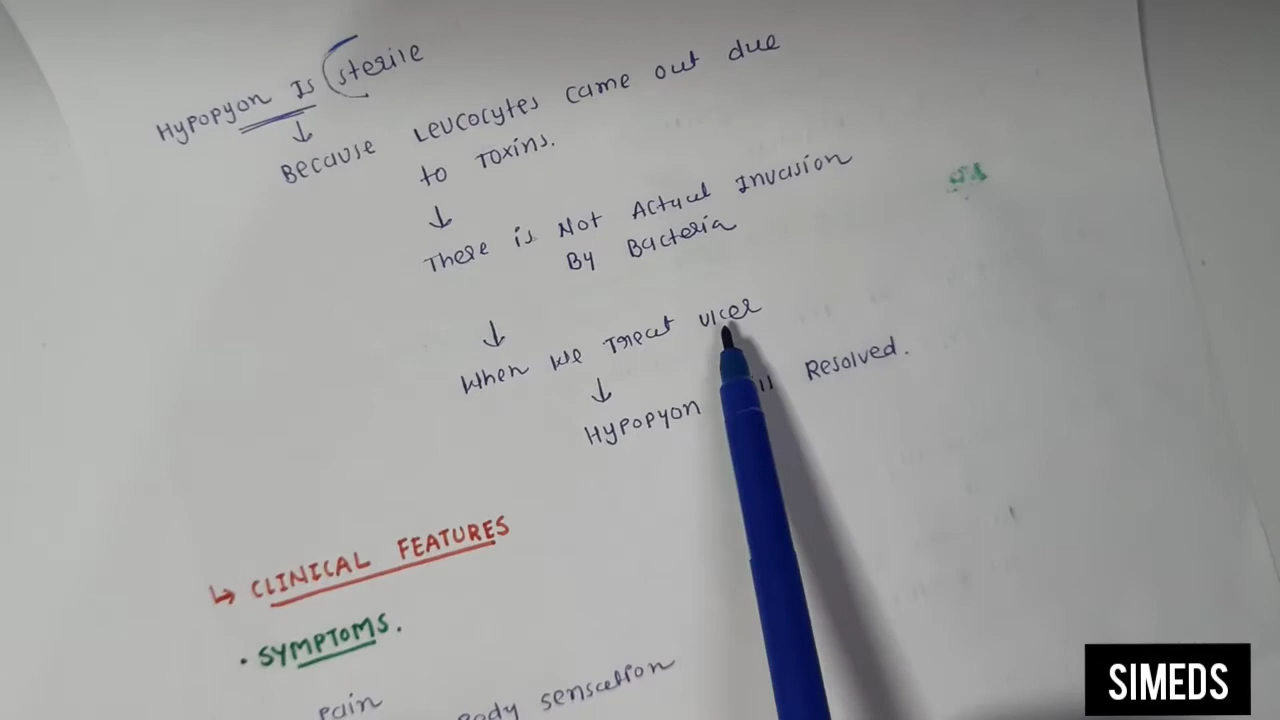 Hypopyon Is sterile
Because Leucocytes came out due
to Toxins.
There is Not Actual Invasion
By Bacteria
When we Treat ulcer
Hypopyon Resolved.
↳ CLINICAL FEATURES
• SYMPTOMS.
Pain
Body sensation
SIMEDS